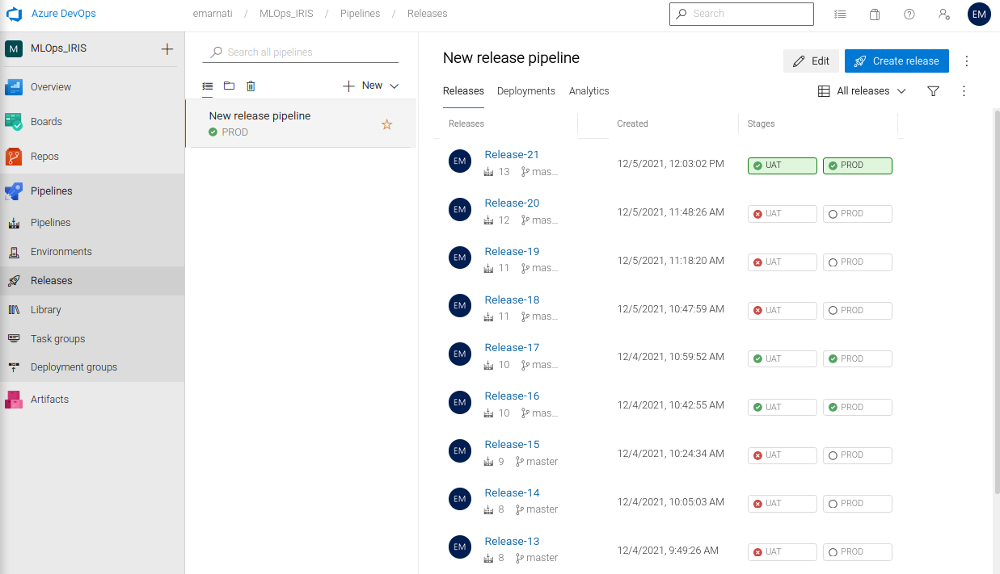 Azure DevOps
emarnati / MLOps_IRIS / Pipelines / Releases
Search
EM
M MLOps_IRIS
Overview
Boards
Repos
Pipelines
Pipelines
Environments
Releases
Library
Task groups
Deployment groups
Artifacts
Search all pipelines
New
New release pipeline
PROD
New release pipeline
Edit
Create release
Releases Deployments Analytics
All releases
Releases Created Stages
EM Release-21 12/5/2021, 12:03:02 PM UAT PROD
13 mas...
EM Release-20 12/5/2021, 11:48:26 AM UAT PROD
12 mas...
EM Release-19 12/5/2021, 11:18:20 AM UAT PROD
11 mas...
EM Release-18 12/5/2021, 10:47:59 AM UAT PROD
11 mas...
EM Release-17 12/4/2021, 10:59:52 AM UAT PROD
10 mas...
EM Release-16 12/4/2021, 10:42:55 AM UAT PROD
10 mas...
EM Release-15 12/4/2021, 10:24:34 AM UAT PROD
9 master
EM Release-14 12/4/2021, 10:05:03 AM UAT PROD
8 master
EM Release-13 12/4/2021, 9:49:26 AM UAT PROD
8 master